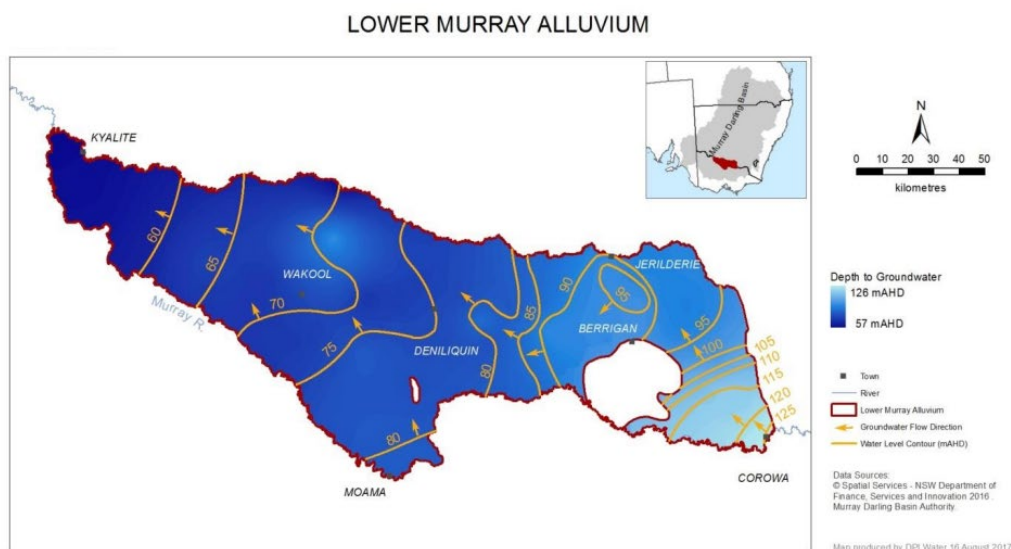 LOWER MURRAY ALLUVIUM
Murray Darling Basin
N
0 10 20 30 40 50
kilometres
KYALITE
60
65
WAKOOL
70
Murray R.
75
DENILIQUIN
80
80
MOAMA
85
90
95
JERILDERIE
BERRIGAN
95
100
105
110
115
120
125
COROWA
Depth to Groundwater
126 mAHD
57 mAHD
Town
River
Lower Murray Alluvium
Groundwater Flow Direction
Water Level Contour (mAHD)
Data Sources:
© Spatial Services - NSW Department of
Finance, Services and Innovation 2016 .
Murray Darling Basin Authority.
Map produced by DPI Water 16 August 2017